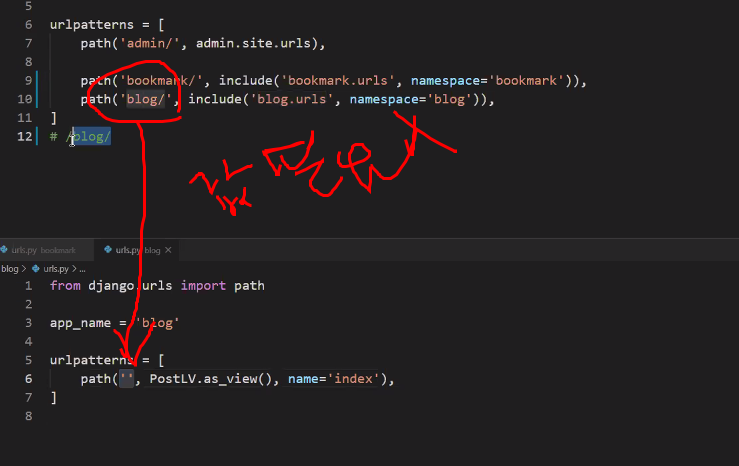 5
6 urlpatterns = [
7 path('admin/', admin.site.urls),
8
9 path('bookmark/', include('bookmark.urls', namespace='bookmark')),
10 path('blog/', include('blog.urls', namespace='blog')),
11 ]
12 # /blog/
urls.py bookmark urls.py blog ×
blog > urls.py > ...
1 from django.urls import path
2
3 app_name = 'blog'
4
5 urlpatterns = [
6 path('', PostLV.as_view(), name='index'),
7 ]
8